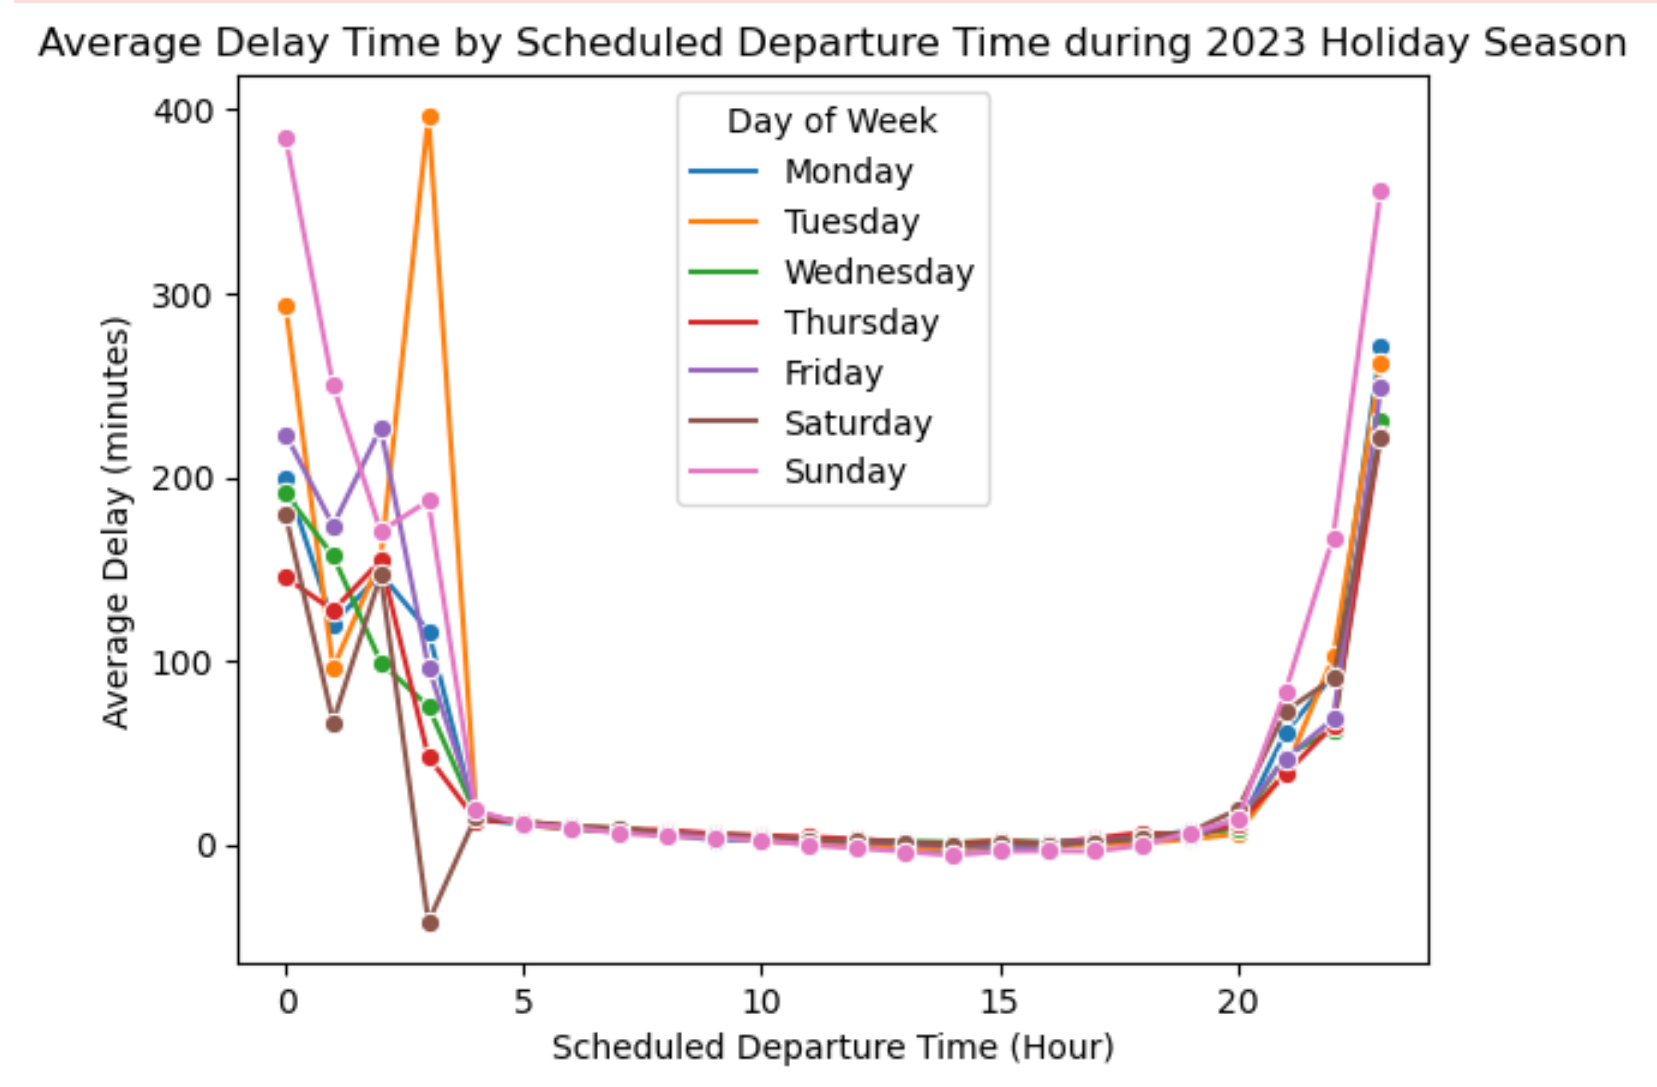 Average Delay Time by Scheduled Departure Time during 2023 Holiday Season
Day of Week
Monday
Tuesday
Wednesday
Thursday
Friday
Saturday
Sunday
Average Delay (minutes)
400
300
200
100
0
0 5 10 15 20
Scheduled Departure Time (Hour)